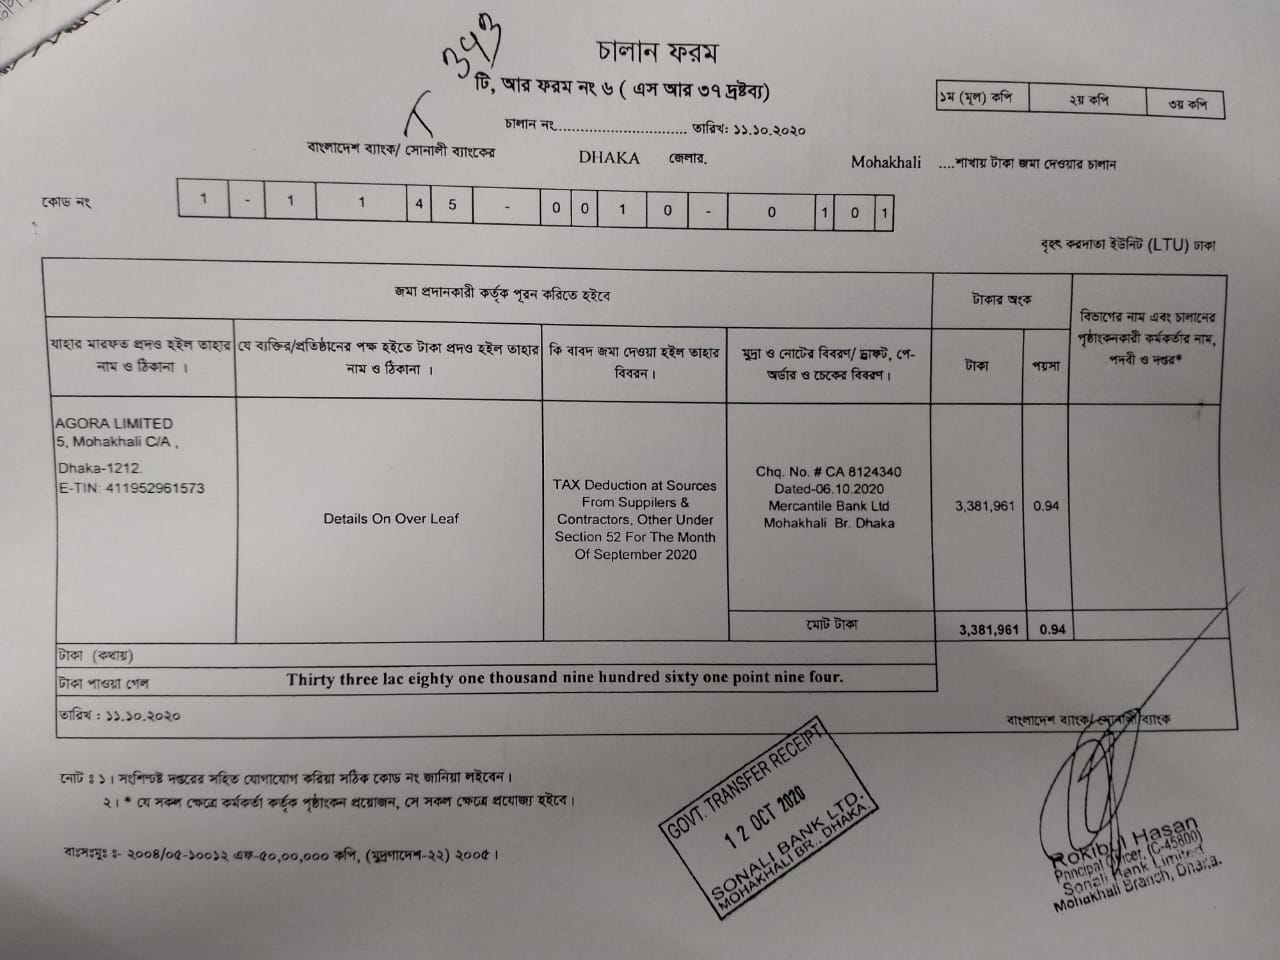 ৩৭৩
চালান ফরম
টি, আর ফরম নং ৬ ( এস আর ৩৭ দ্রষ্টব্য)
১ম (মূল) কপি ২য় কপি ৩য় কপি
চালান নং.............................. তারিখ: ১১.১০.২০২০
বাংলাদেশ ব্যাংক/ সোনালী ব্যাংকের DHAKA জেলার. Mohakhali ....শাখায় টাকা জমা দেওয়ার চালান
কোড নং 1 - 1 1 4 5 - 0 0 1 0 - 0 1 0 1
বৃহৎ করদাতা ইউনিট (LTU) ঢাকা
জমা প্রদানকারী কর্তৃক পূরন করিতে হইবে
টাকার অংক
বিভাগের নাম এবং চালানের
পৃষ্ঠাংকনকারী কর্মকর্তার নাম,
পদবী ও দপ্তর*
যাহার মারফত প্রদত্ত হইল তাহার
নাম ও ঠিকানা ।
যে ব্যক্তির/প্রতিষ্ঠানের পক্ষ হইতে টাকা প্রদত্ত হইল তাহার
নাম ও ঠিকানা ।
কি বাবদ জমা দেওয়া হইল তাহার
বিবরন ।
মুদ্রা ও নোটের বিবরণ/ ড্রাফট, পে-
অর্ডার ও চেকের বিবরণ ।
টাকা
পয়সা
AGORA LIMITED
5, Mohakhali C/A ,
Dhaka-1212.
E-TIN: 411952961573
Details On Over Leaf
TAX Deduction at Sources
From Suppilers &
Contractors, Other Under
Section 52 For The Month
Of September 2020
Chq. No. # CA 8124340
Dated-06.10.2020
Mercantile Bank Ltd
Mohakhali Br. Dhaka
3,381,961 0.94
মোট টাকা 3,381,961 0.94
টাকা (কথায়)
টাকা পাওয়া গেল Thirty three lac eighty one thousand nine hundred sixty one point nine four.
তারিখ : ১১.১০.২০২০
বাংলাদেশ ব্যাংক/ সোনালী ব্যাংক
নোট ঃ ১। সংশ্লিষ্ট দপ্তরের সহিত যোগাযোগ করিয়া সঠিক কোড নং জানিয়া লইবেন।
২। * যে সকল ক্ষেত্রে কর্মকর্তা কর্তৃক পৃষ্ঠাংকন প্রয়োজন, সে সকল ক্ষেত্রে প্রযোজ্য হইবে।
বাংসঃমুঃ ঃ- ২০০৪/০৫-১০০১২ এফ-৫০,০০,০০০ কপি, (মুদ্রণাদেশ-২২) ২০০৫।
GOVT. TRANSFER RECEIPT
12 OCT 2020
SONALI BANK LTD.
MOHAKHALI BR., DHAKA.
Rokibul Hasan
Principal Officer, (C-45800)
Sonali Bank Limited
Mohakhali Branch, Dhaka.